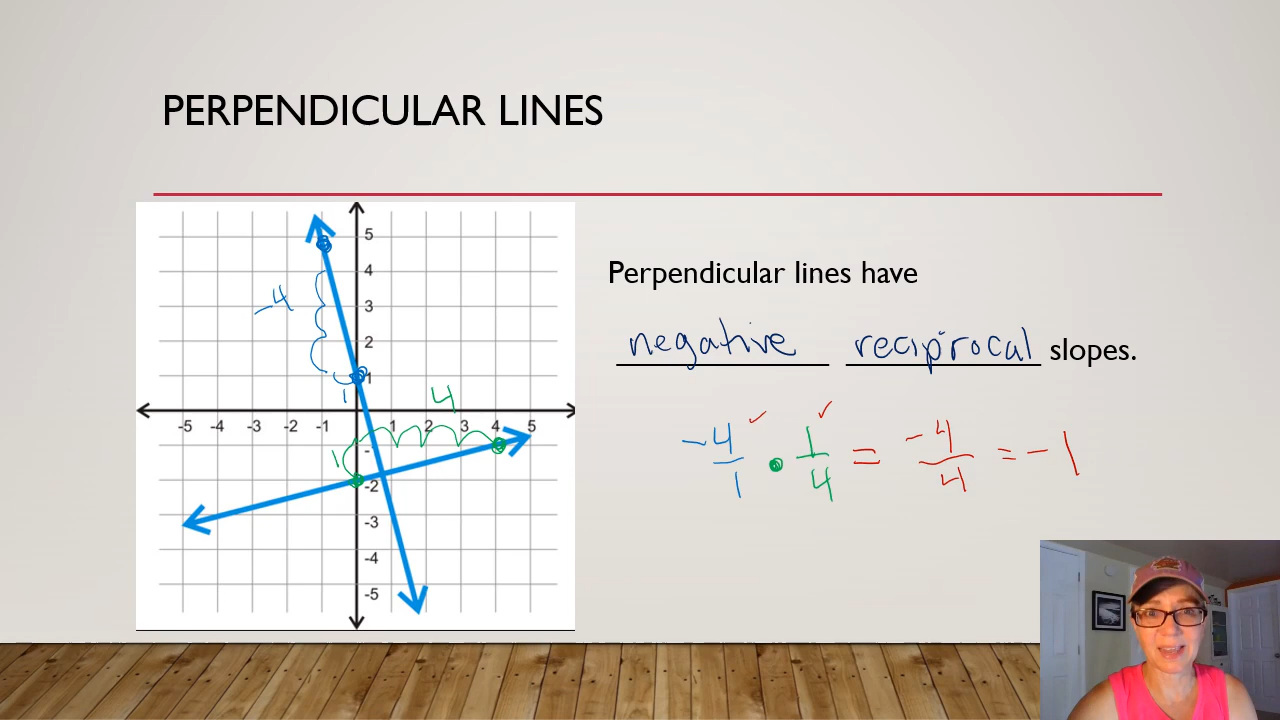 PERPENDICULAR LINES
5
4
-4
3
2
1
1
4
-5 -4 -3 -2 -1 1 2 3 4 5
1
-
-2
-3
-4
-5
Perpendicular lines have
negative reciprocal slopes.
-4/1 • 1/4 = -4/4 = -1